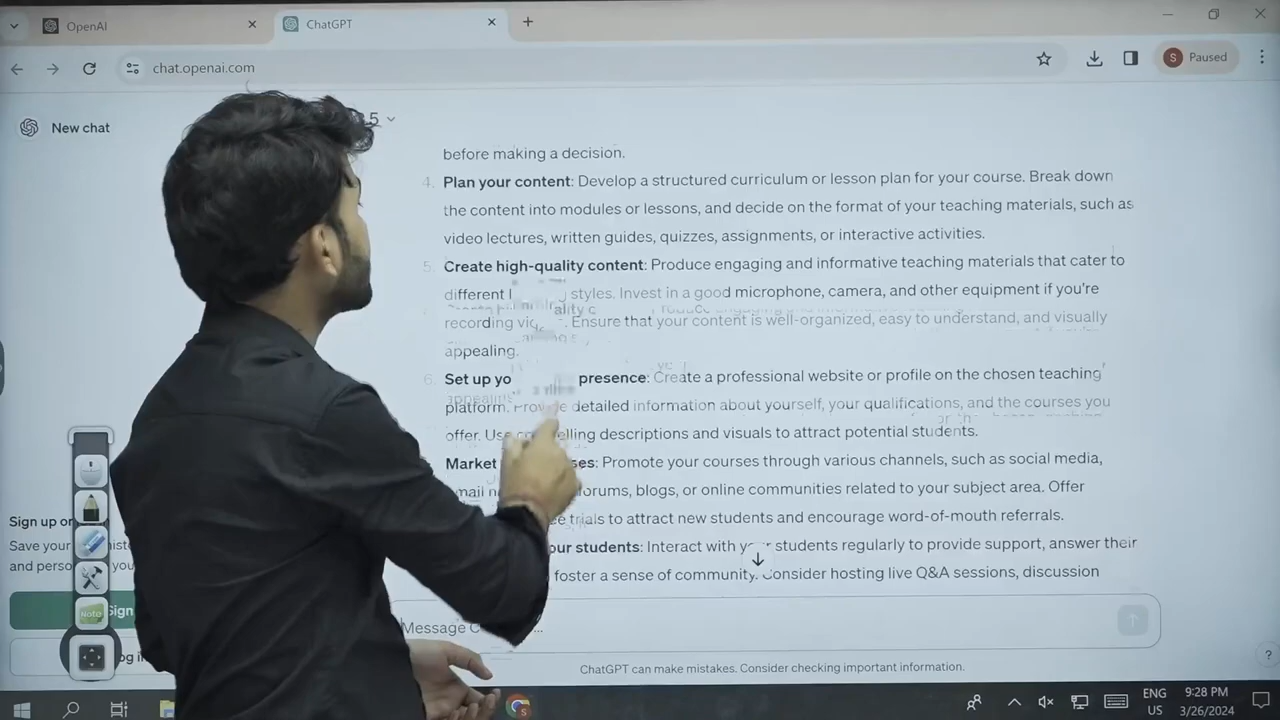 OpenAI
ChatGPT
chat.openai.com
S Paused
New chat
3.5
before making a decision.
4. Plan your content: Develop a structured curriculum or lesson plan for your course. Break down
the content into modules or lessons, and decide on the format of your teaching materials, such as
video lectures, written guides, quizzes, assignments, or interactive activities.
5. Create high-quality content: Produce engaging and informative teaching materials that cater to
different styles. Invest in a good microphone, camera, and other equipment if you're
recording Ensure that your content is well-organized, easy to understand, and visually
appealing.
6. Set up presence: Create a professional website or profile on the chosen teaching
platform. Provide detailed information about yourself, your qualifications, and the courses you
offer. Use descriptions and visuals to attract potential students.
Market Promote your courses through various channels, such as social media,
forums, blogs, or online communities related to your subject area. Offer
trials to attract new students and encourage word-of-mouth referrals.
your students: Interact with your students regularly to provide support, answer their
foster a sense of community. Consider hosting live Q&A sessions, discussion
Sign up or
Save your
and
Note
Sign
Message
ChatGPT can make mistakes. Consider checking important information.
?
ENG
US
9:28 PM
3/26/2024